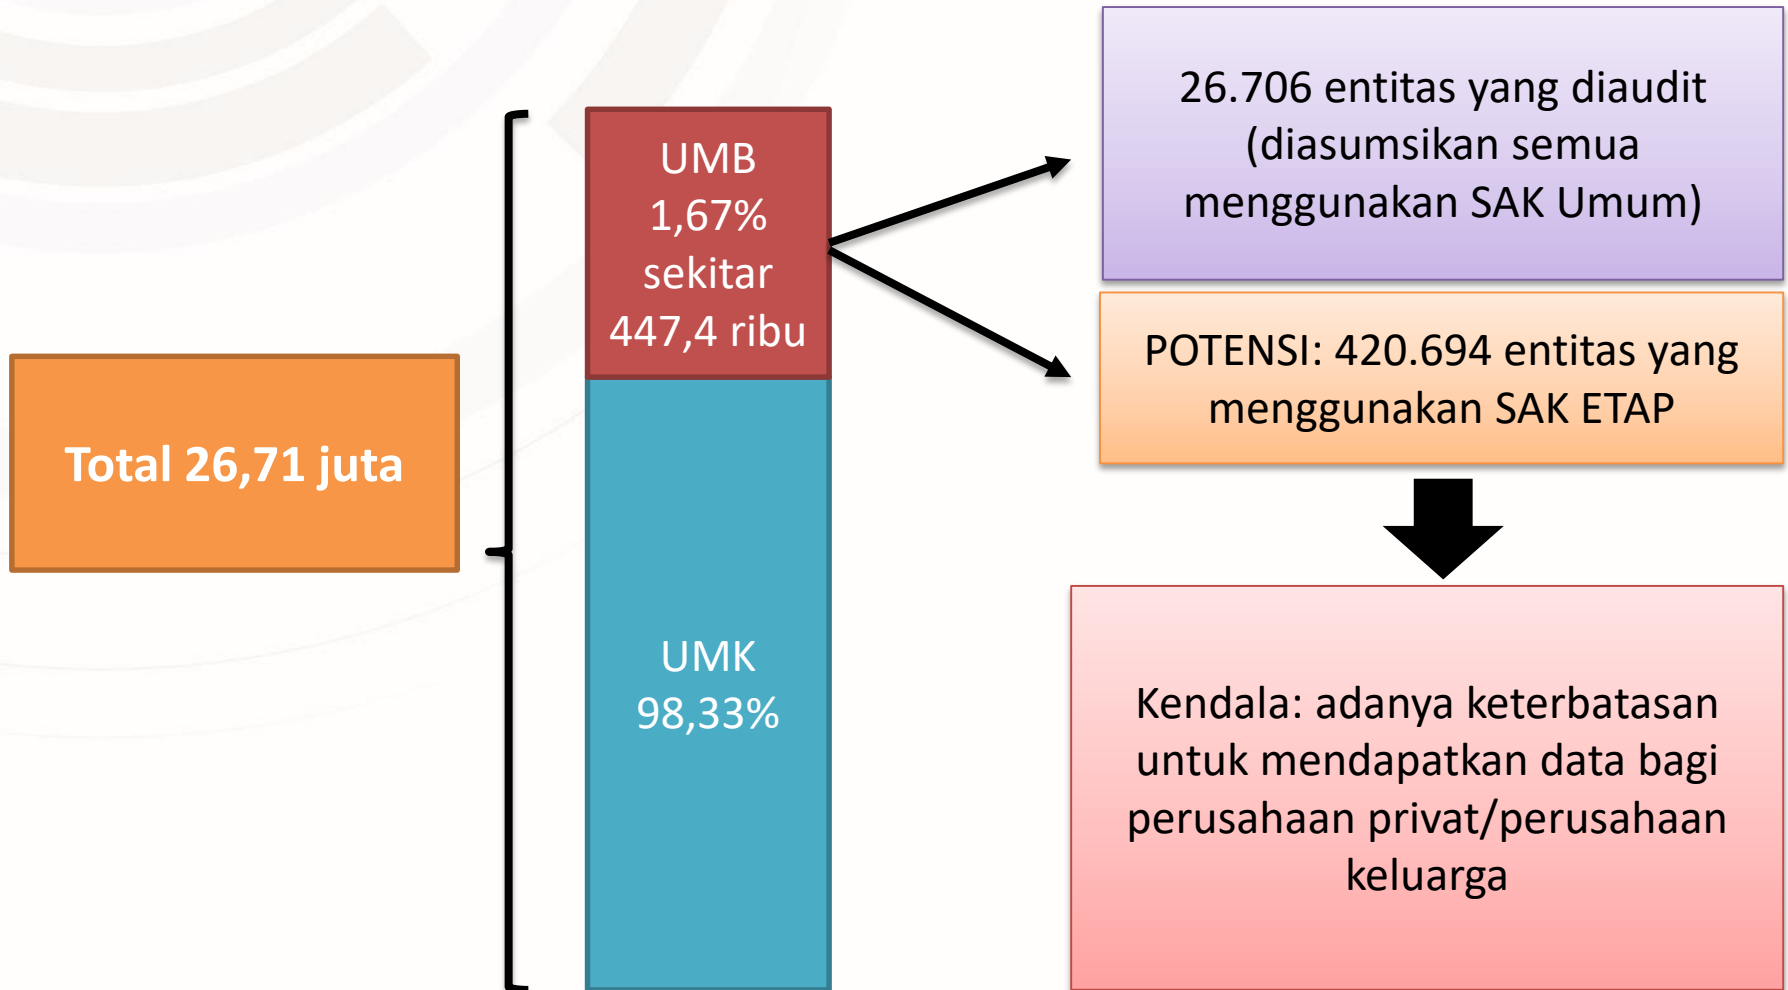 Total 26,71 juta
UMB
1,67%
sekitar
447,4 ribu
UMK
98,33%
26.706 entitas yang diaudit
(diasumsikan semua
menggunakan SAK Umum)
POTENSI: 420.694 entitas yang
menggunakan SAK ETAP
Kendala: adanya keterbatasan
untuk mendapatkan data bagi
perusahaan privat/perusahaan
keluarga